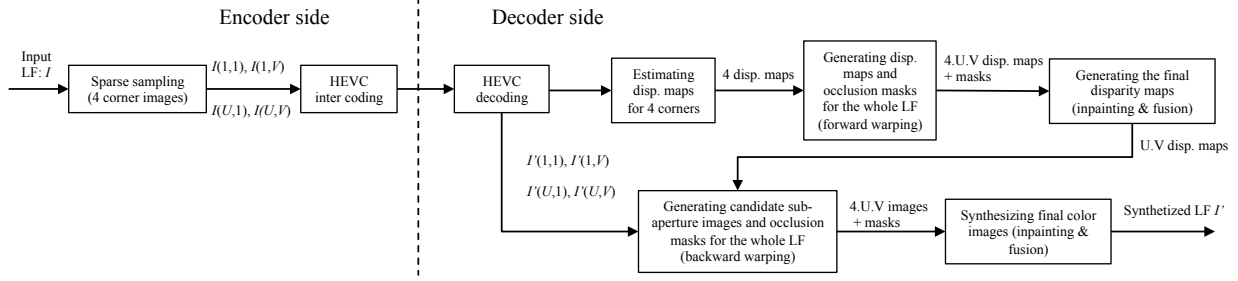 Encoder side
Decoder side
Input
LF: I
Sparse sampling
(4 corner images)
I(1,1), I(1,V)
I(U,1), I(U,V)
HEVC
inter coding
HEVC
decoding
Estimating
disp. maps
for 4 corners
4 disp. maps
Generating disp.
maps and
occlusion masks
for the whole LF
(forward warping)
4.U.V disp. maps
+ masks
Generating the final
disparity maps
(inpainting & fusion)
U.V disp. maps
I'(1,1), I'(1,V)
I'(U,1), I'(U,V)
Generating candidate sub-
aperture images and occlusion
masks for the whole LF
(backward warping)
4.U.V images
+ masks
Synthesizing final color
images (inpainting &
fusion)
Synthetized LF I'